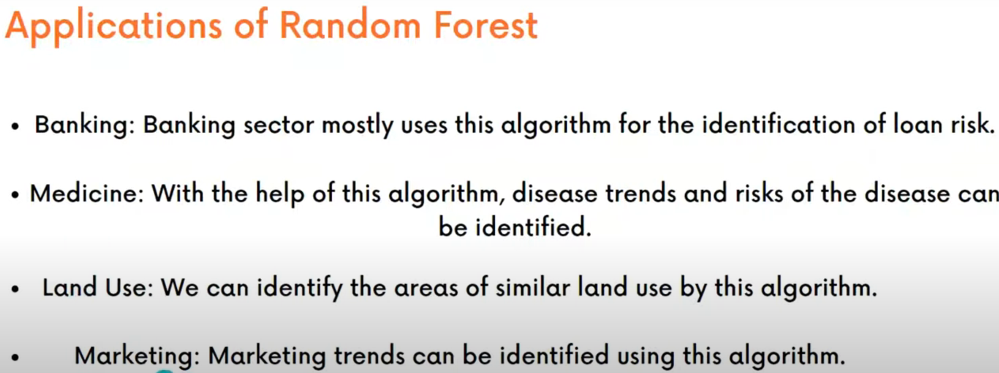 Applications of Random Forest
• Banking: Banking sector mostly uses this algorithm for the identification of loan risk.
• Medicine: With the help of this algorithm, disease trends and risks of the disease can
be identified.
• Land Use: We can identify the areas of similar land use by this algorithm.
• Marketing: Marketing trends can be identified using this algorithm.